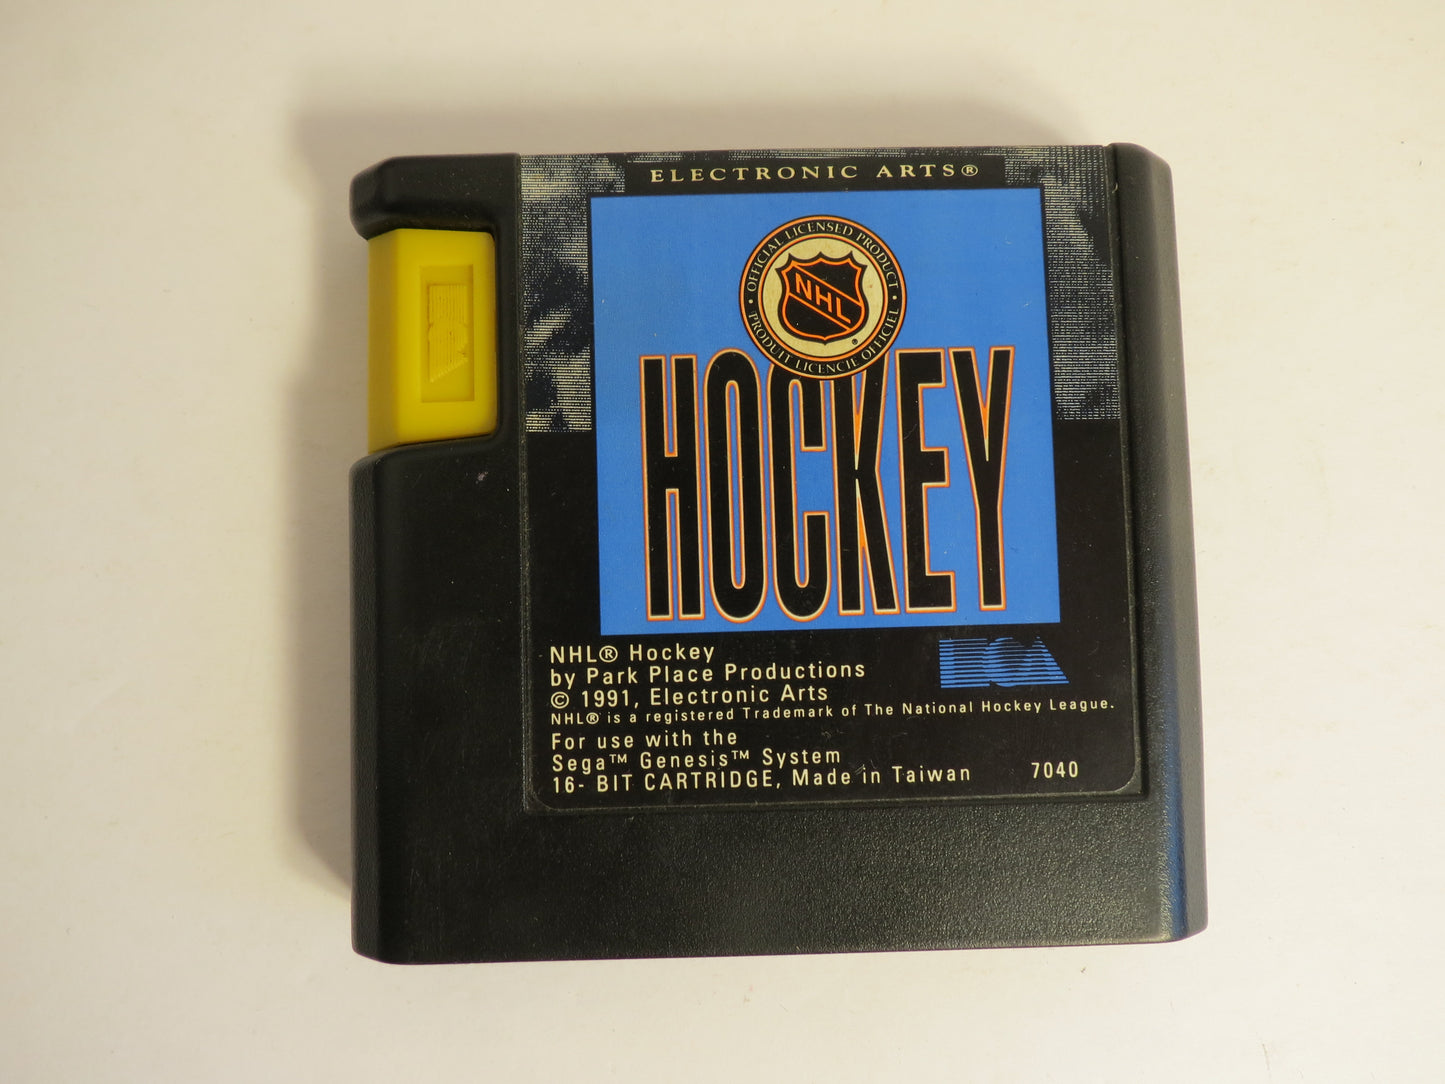 ELECTRONIC ARTS®
• OFFICIAL LICENSED PRODUCT •
PRODUIT LICENCIE OFFICIEL
NHL
®
HOCKEY
EA
NHL® Hockey
by Park Place Productions
© 1991, Electronic Arts
NHL® is a registered Trademark of The National Hockey League.
For use with the
Sega™ Genesis™ System
16- BIT CARTRIDGE, Made in Taiwan 7040